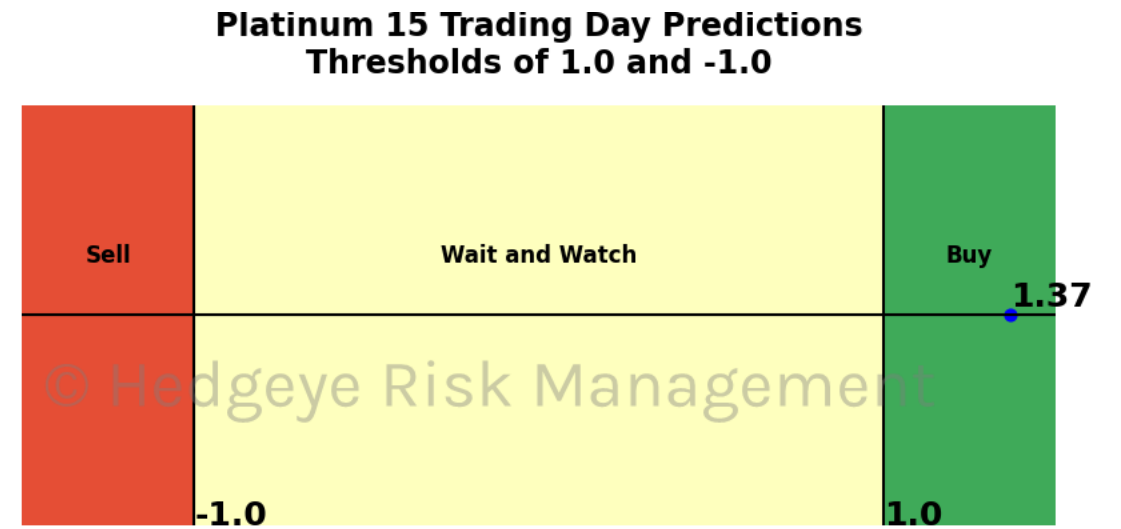 Platinum 15 Trading Day Predictions
Thresholds of 1.0 and -1.0
Sell
Wait and Watch
Buy
1.37
© Hedgeye Risk Management
-1.0
1.0